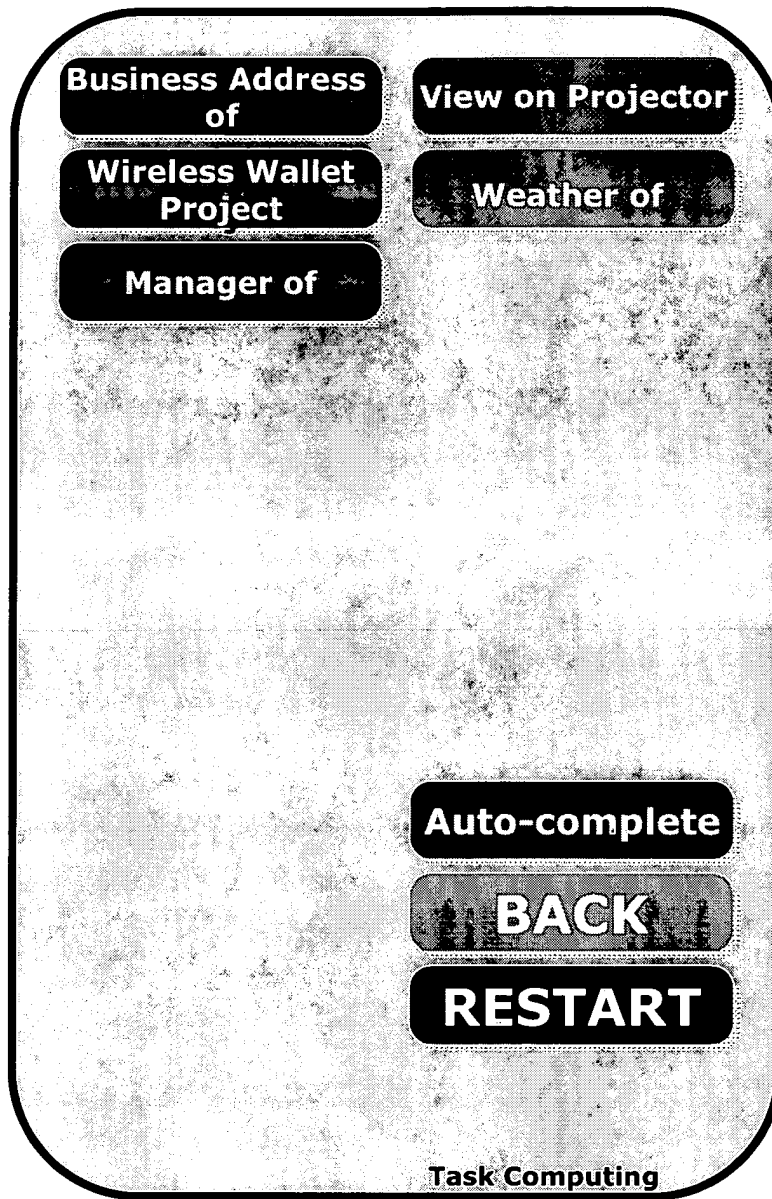 Business Address
of
View on Projector
Wireless Wallet
Project
Weather of
Manager of
Auto-complete
BACK
RESTART
Task Computing